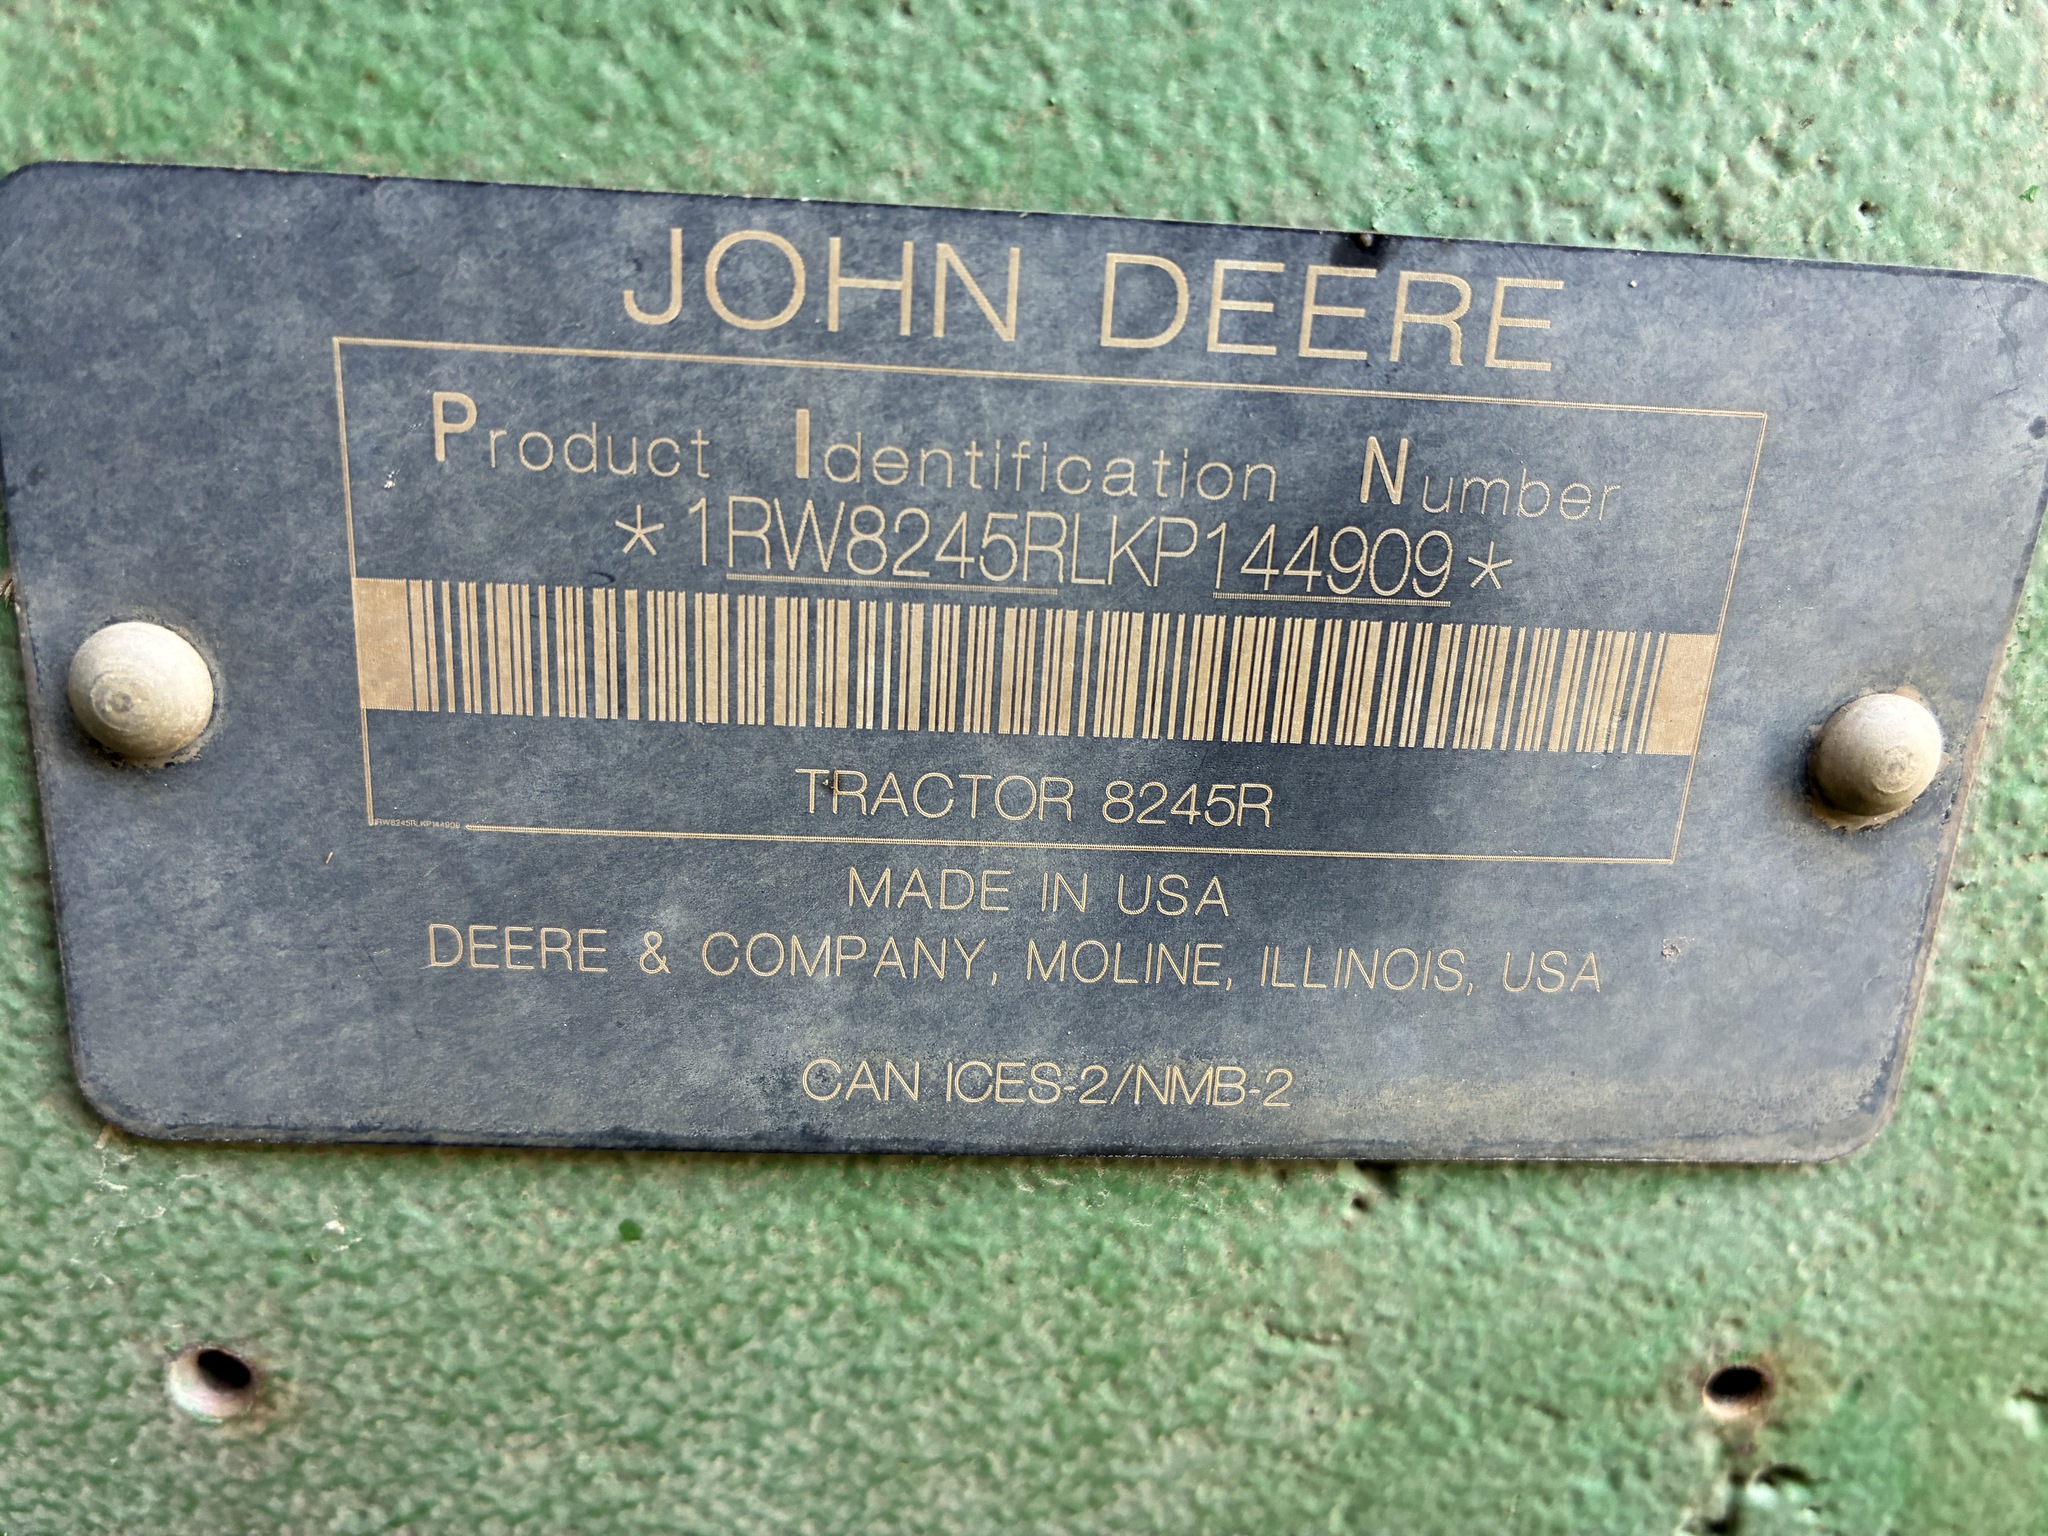 JOHN DEERE
Product Identification Number
*1RW8245RLKP144909*
TRACTOR 8245R
1RW8245RLKP144909
MADE IN USA
DEERE & COMPANY, MOLINE, ILLINOIS, USA
CAN ICES-2/NMB-2